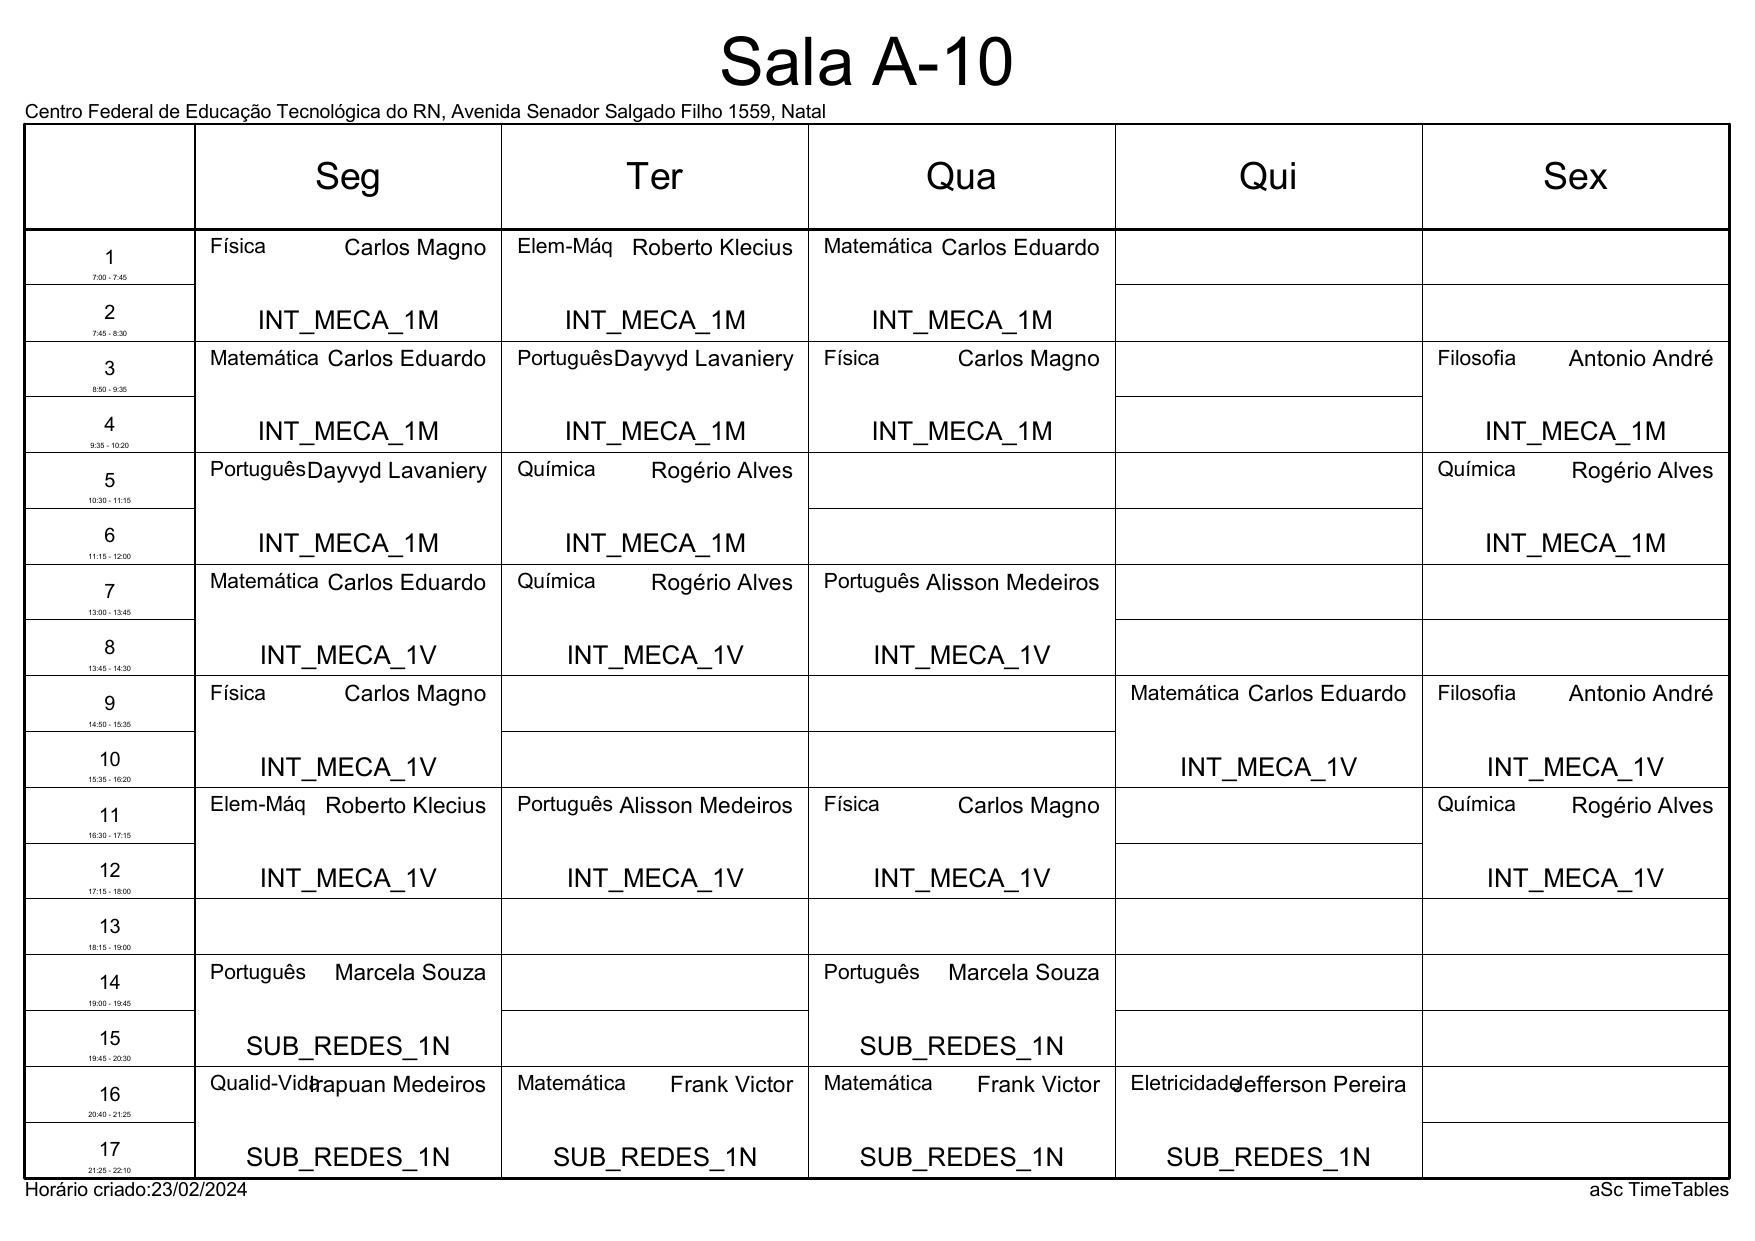 Sala A-10
Centro Federal de Educação Tecnológica do RN, Avenida Senador Salgado Filho 1559, Natal
Seg Ter Qua Qui Sex
1
7:00 - 7:45
Física Carlos Magno Elem-Máq Roberto Klecius Matemática Carlos Eduardo
2
7:45 - 8:30
INT_MECA_1M INT_MECA_1M INT_MECA_1M
3
8:50 - 9:35
Matemática Carlos Eduardo Português Dayvyd Lavaniery Física Carlos Magno Filosofia Antonio André
4
9:35 - 10:20
INT_MECA_1M INT_MECA_1M INT_MECA_1M INT_MECA_1M
5
10:30 - 11:15
Português Dayvyd Lavaniery Química Rogério Alves Química Rogério Alves
6
11:15 - 12:00
INT_MECA_1M INT_MECA_1M INT_MECA_1M
7
13:00 - 13:45
Matemática Carlos Eduardo Química Rogério Alves Português Alisson Medeiros
8
13:45 - 14:30
INT_MECA_1V INT_MECA_1V INT_MECA_1V
9
14:50 - 15:35
Física Carlos Magno Matemática Carlos Eduardo Filosofia Antonio André
10
15:35 - 16:20
INT_MECA_1V INT_MECA_1V INT_MECA_1V
11
16:30 - 17:15
Elem-Máq Roberto Klecius Português Alisson Medeiros Física Carlos Magno Química Rogério Alves
12
17:15 - 18:00
INT_MECA_1V INT_MECA_1V INT_MECA_1V INT_MECA_1V
13
18:15 - 19:00
14
19:00 - 19:45
Português Marcela Souza Português Marcela Souza
15
19:45 - 20:30
SUB_REDES_1N SUB_REDES_1N
16
20:40 - 21:25
Qualid-Vida Irapuan Medeiros Matemática Frank Victor Matemática Frank Victor Eletricidade Jefferson Pereira
17
21:25 - 22:10
SUB_REDES_1N SUB_REDES_1N SUB_REDES_1N SUB_REDES_1N
Horário criado:23/02/2024 aSc TimeTables